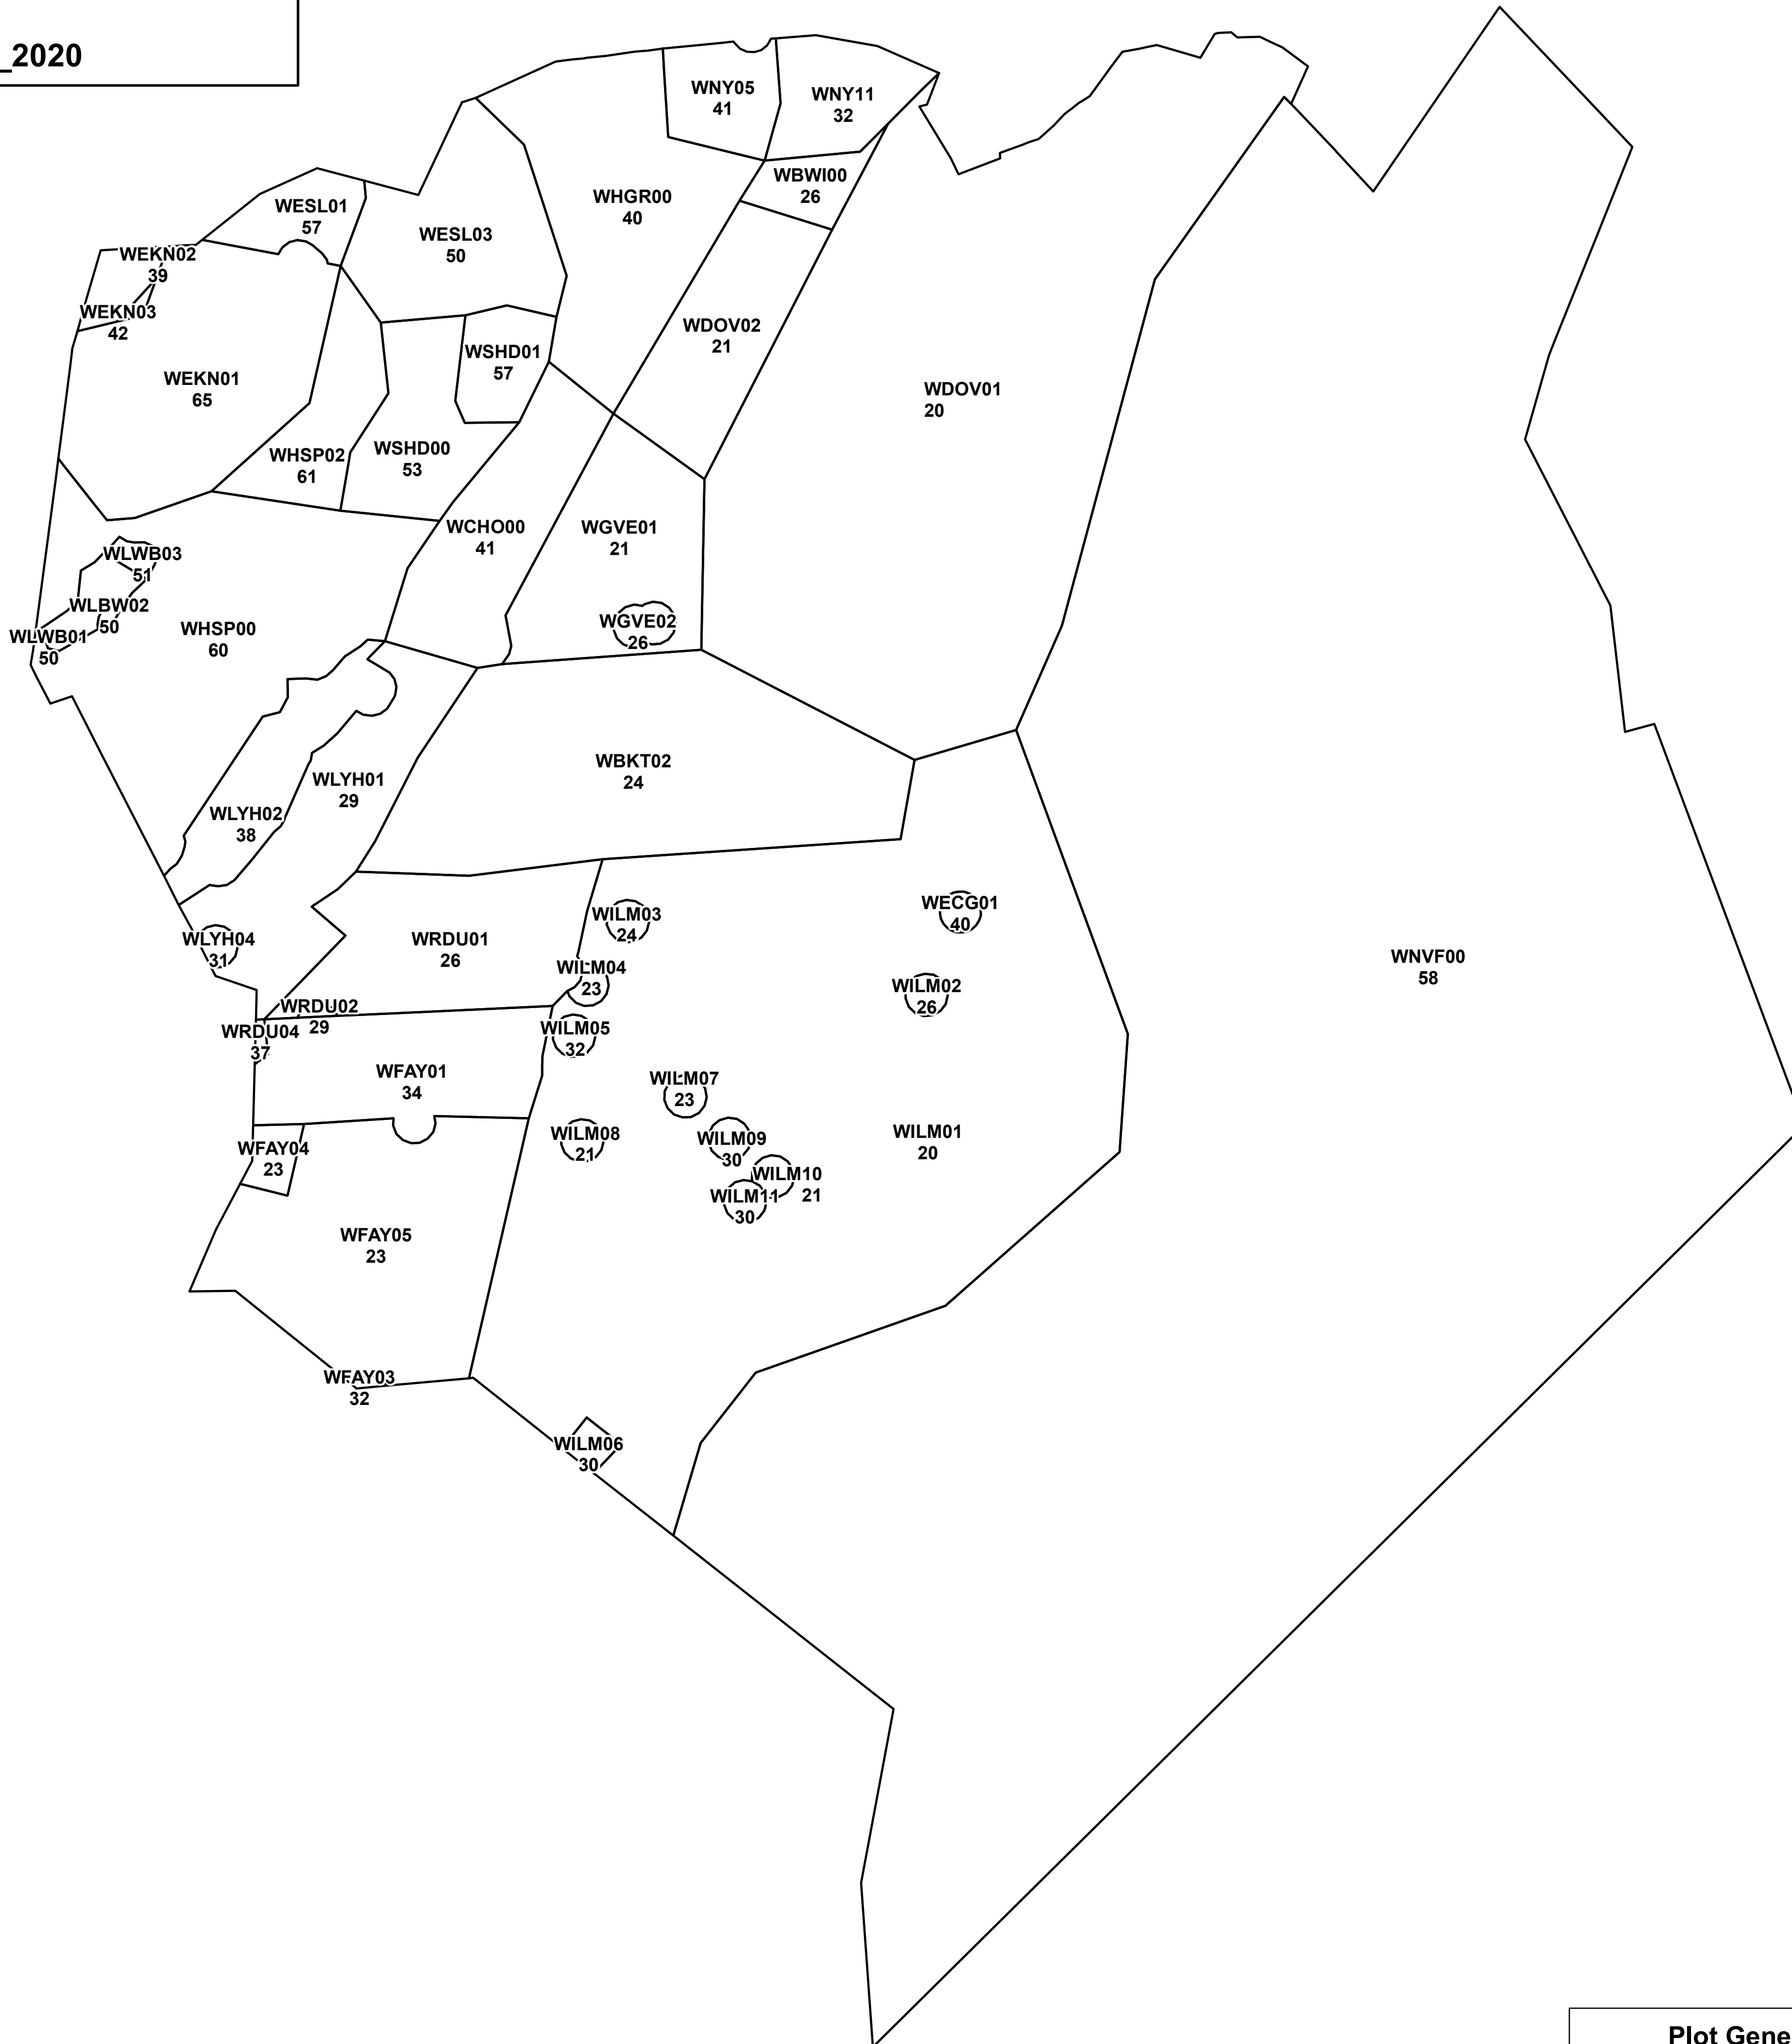 _2020
WNY05
41
WNY11
32
WBWI00
26
WHGR00
40
WESL01
57
WESL03
50
WEKN02
39
WEKN03
42
WEKN01
65
WDOV02
21
WSHD01
57
WDOV01
20
WHSP02
61
WSHD00
53
WCHO00
41
WGVE01
21
WLWB03
51
WLBW02
50
WLWB01
50
WHSP00
60
WGVE02
26
WBKT02
24
WLYH01
29
WLYH02
38
WECG01
40
WILM03
24
WLYH04
31
WRDU01
26
WNVF00
58
WILM04
23
WILM02
26
WRDU02
29
WRDU04
37
WILM05
32
WFAY01
34
WILM07
23
WILM08
21
WILM09
30
WILM01
20
WFAY04
23
WILM10
21
WILM11
30
WFAY05
23
WFAY03
32
WILM06
30
Plot Gene